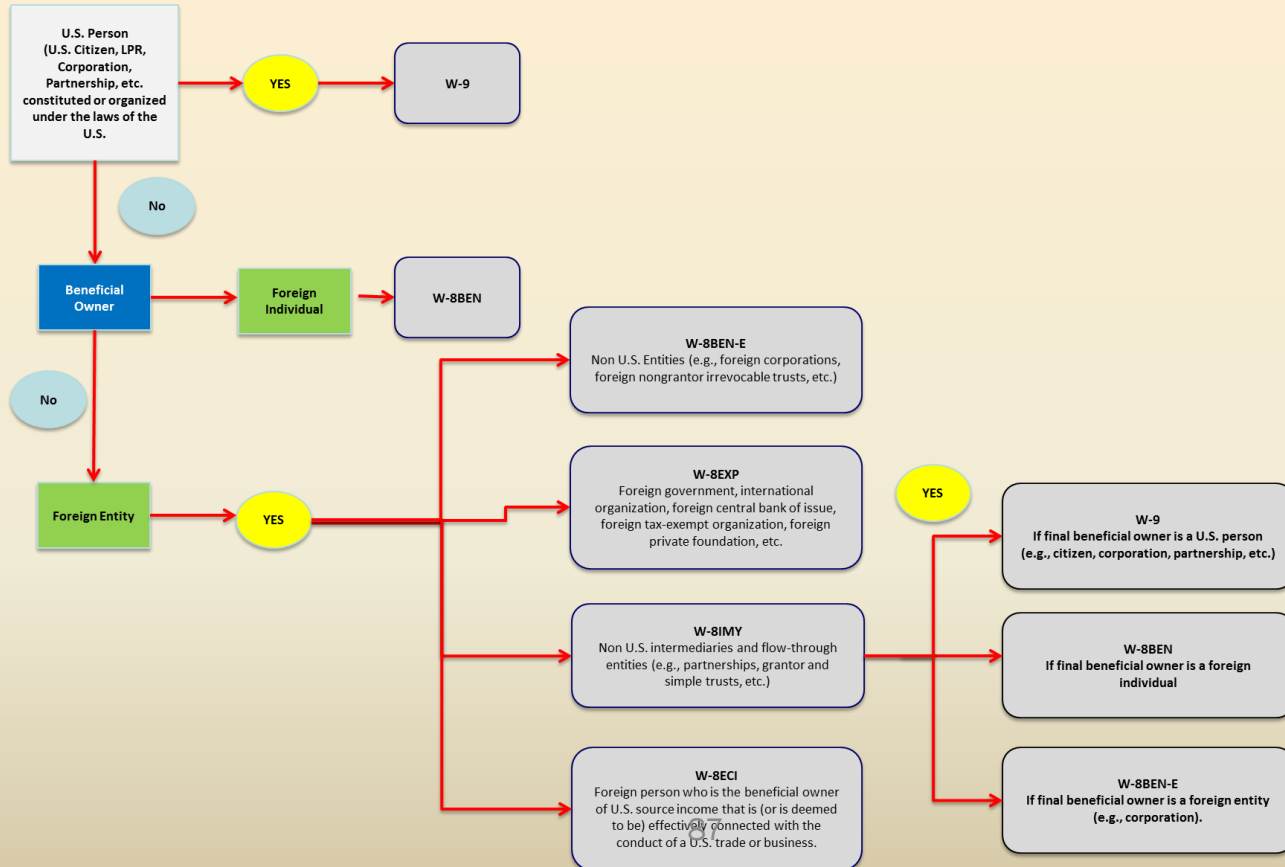 U.S. Person
(U.S. Citizen, LPR,
Corporation,
Partnership, etc.
constituted or organized
under the laws of the
U.S.
YES
W-9
No
Beneficial
Owner
Foreign
Individual
W-8BEN
No
Foreign Entity
YES
W-8BEN-E
Non U.S. Entities (e.g., foreign corporations,
foreign nongrantor irrevocable trusts, etc.)
W-8EXP
Foreign government, international
organization, foreign central bank of issue,
foreign tax-exempt organization, foreign
private foundation, etc.
W-8IMY
Non U.S. intermediaries and flow-through
entities (e.g., partnerships, grantor and
simple trusts, etc.)
W-8ECI
Foreign person who is the beneficial owner
of U.S. source income that is (or is deemed
to be) effectively connected with the
conduct of a U.S. trade or business.
87
YES
W-9
If final beneficial owner is a U.S. person
(e.g., citizen, corporation, partnership, etc.)
W-8BEN
If final beneficial owner is a foreign
individual
W-8BEN-E
If final beneficial owner is a foreign entity
(e.g., corporation).